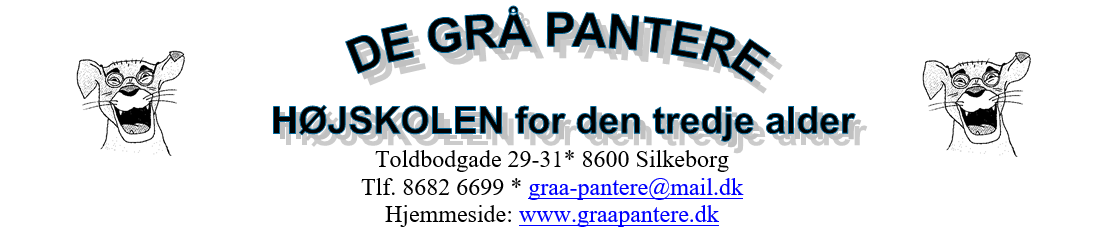 DE GRÅ PANTERE
HØJSKOLEN for den tredje alder
Toldbodgade 29-31* 8600 Silkeborg
Tlf. 8682 6699 * graa-pantere@mail.dk
Hjemmeside: www.graapantere.dk